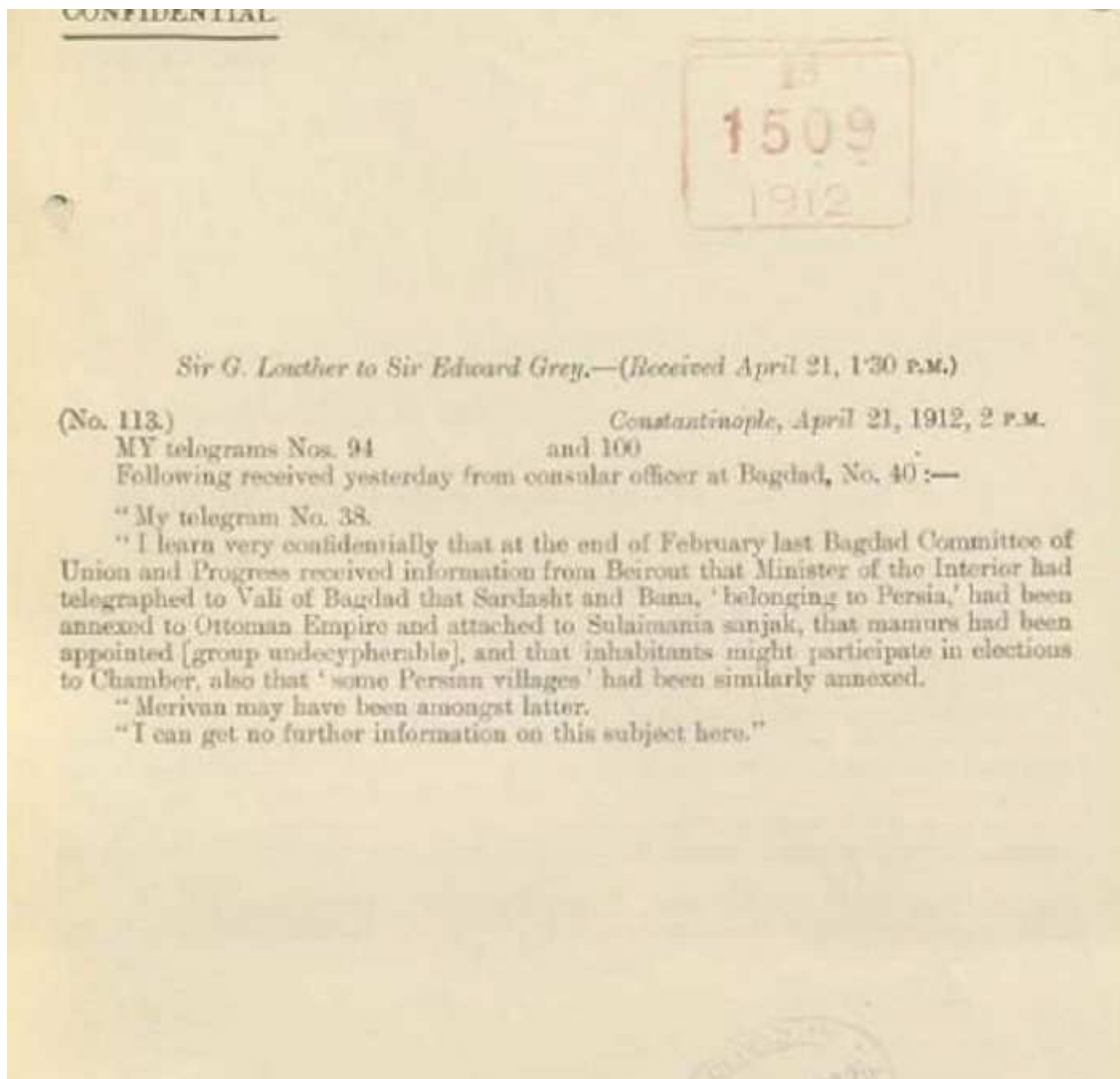 CONFIDENTIAL
1509
1912
Sir G. Lowther to Sir Edward Grey.—(Received April 21, 1·30 P.M.)
(No. 113.) Constantinople, April 21, 1912, 2 P.M.
MY telegrams Nos. 94 and 100
Following received yesterday from consular officer at Bagdad, No. 40 :—
"My telegram No. 38.
"I learn very confidentially that at the end of February last Bagdad Committee of
Union and Progress received information from Beirout that Minister of the Interior had
telegraphed to Vali of Bagdad that Sardasht and Bana, 'belonging to Persia,' had been
annexed to Ottoman Empire and attached to Sulaimania sanjak, that mamurs had been
appointed [group undecypherable], and that inhabitants might participate in elections
to Chamber, also that 'some Persian villages' had been similarly annexed.
"Merivan may have been amongst latter.
"I can get no further information on this subject here."